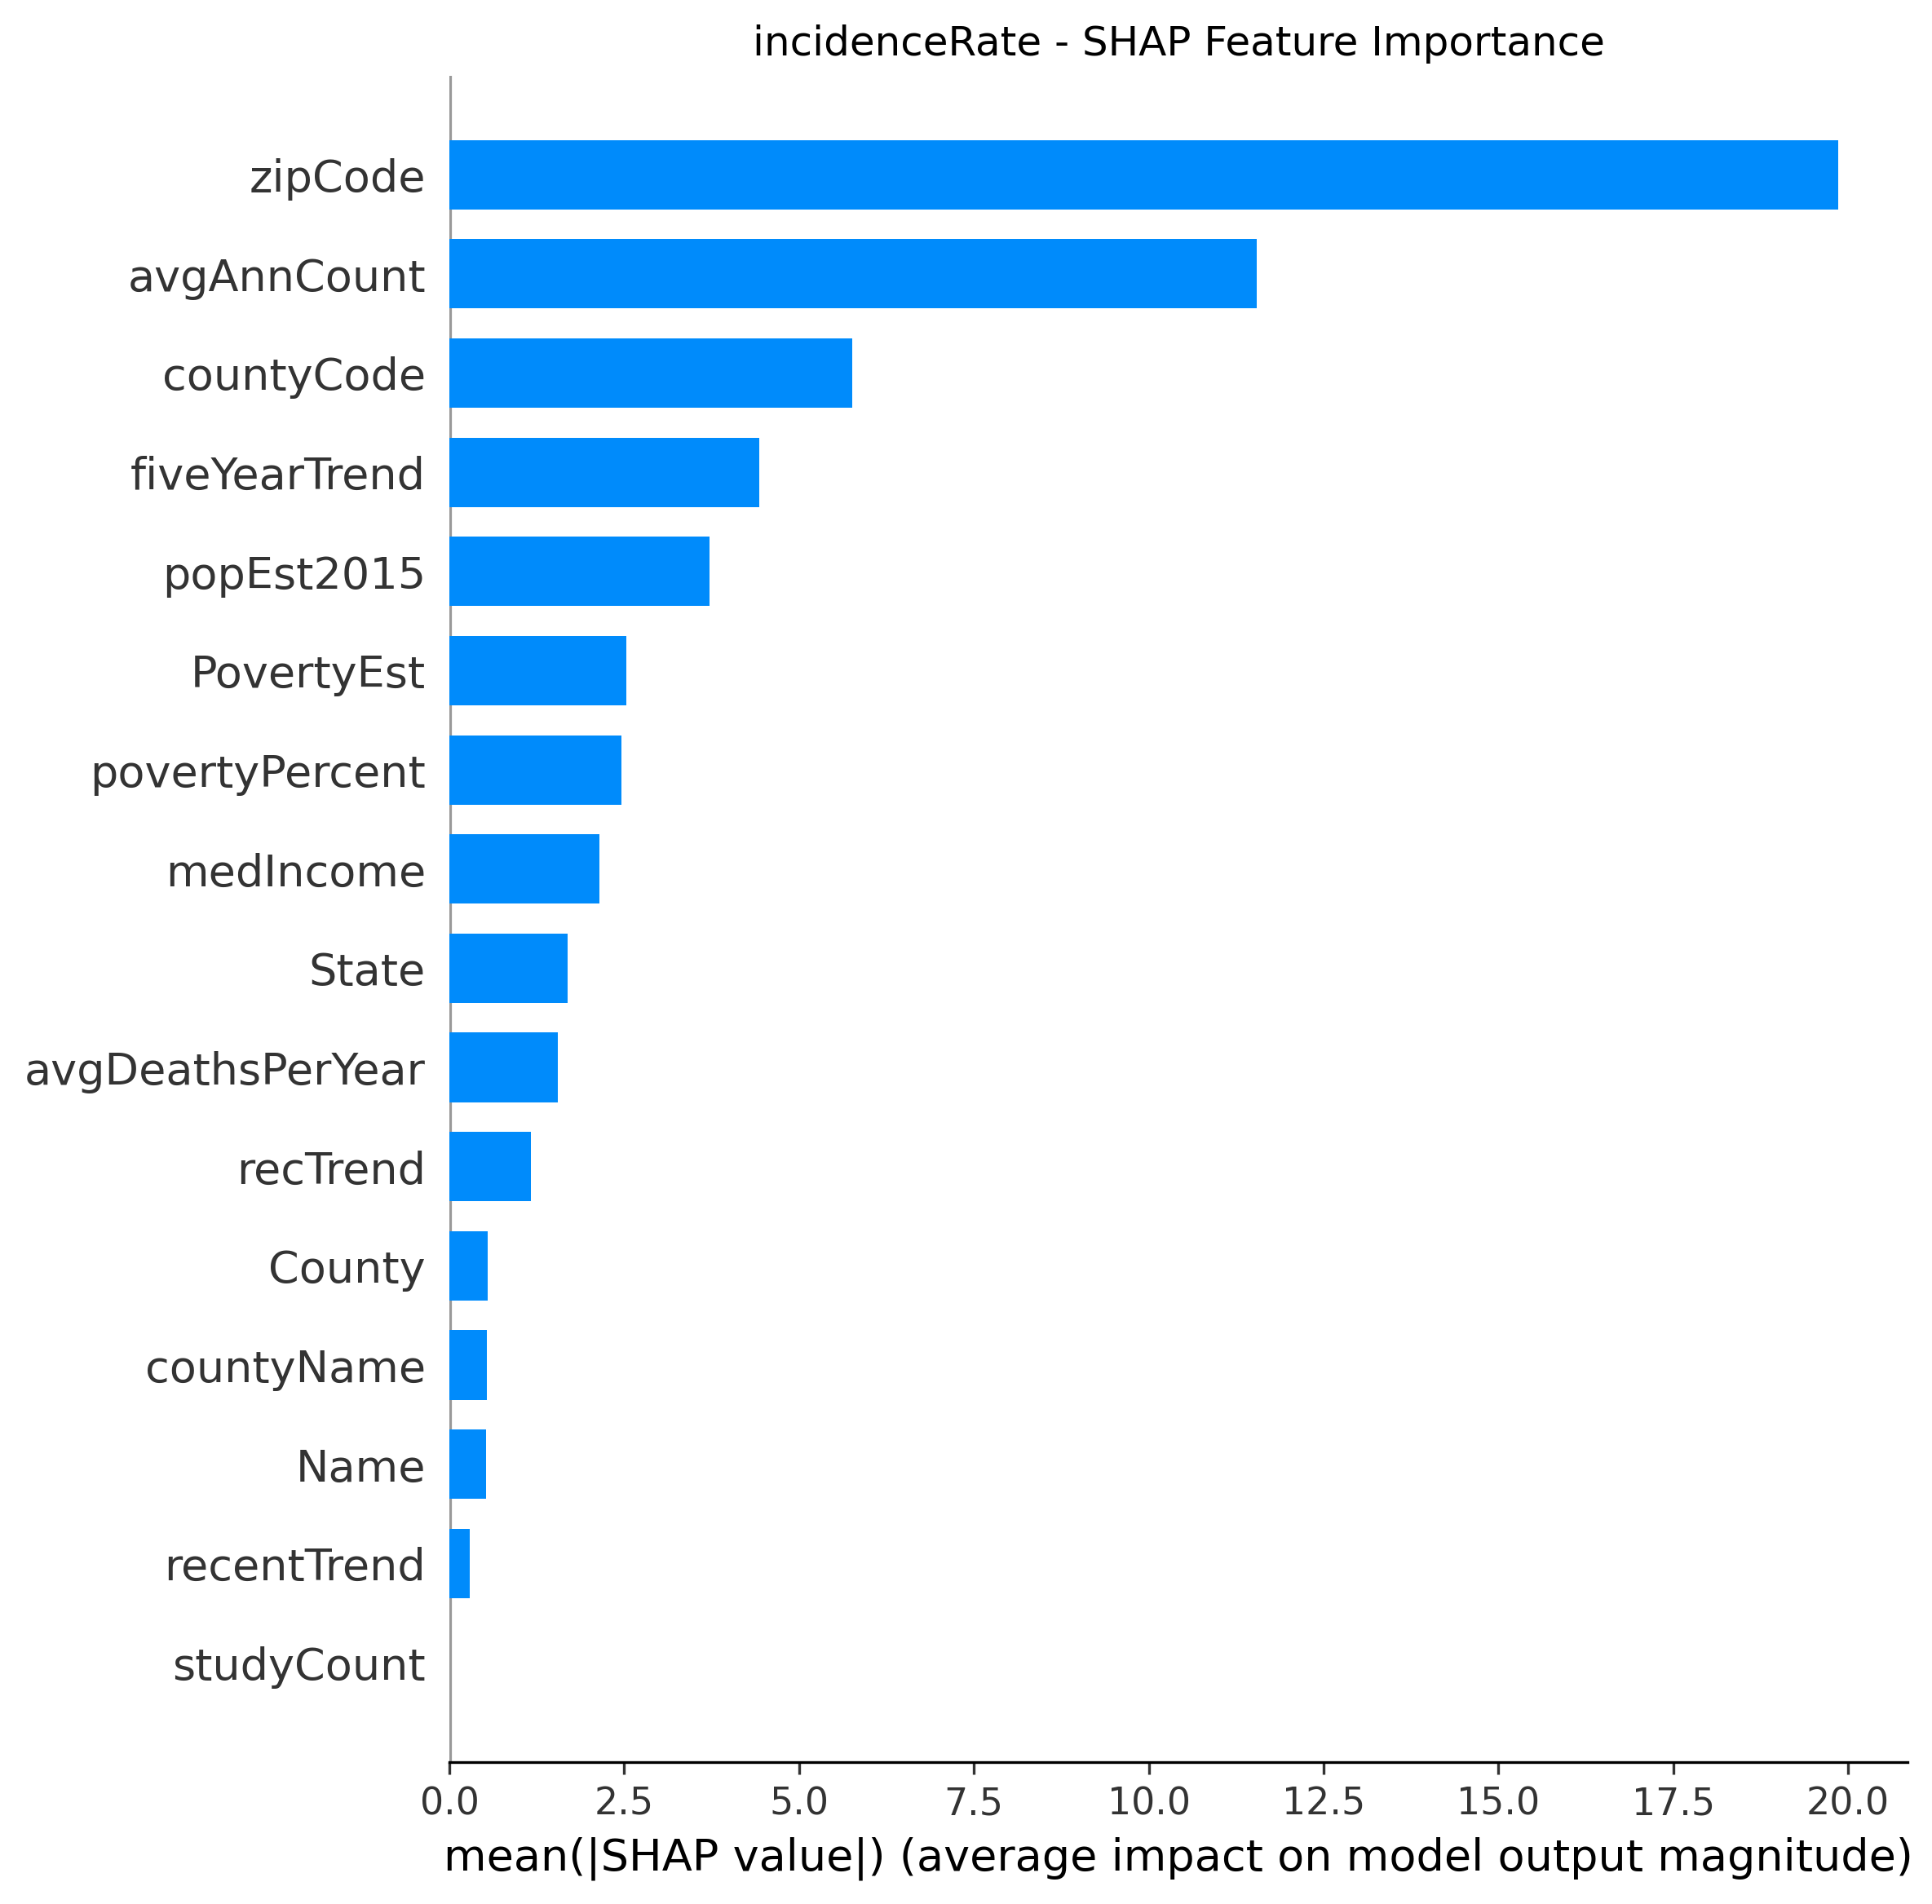 incidenceRate - SHAP Feature Importance
zipCode
avgAnnCount
countyCode
fiveYearTrend
popEst2015
PovertyEst
povertyPercent
medIncome
State
avgDeathsPerYear
recTrend
County
countyName
Name
recentTrend
studyCount
0.0 2.5 5.0 7.5 10.0 12.5 15.0 17.5 20.0
mean(|SHAP value|) (average impact on model output magnitude)